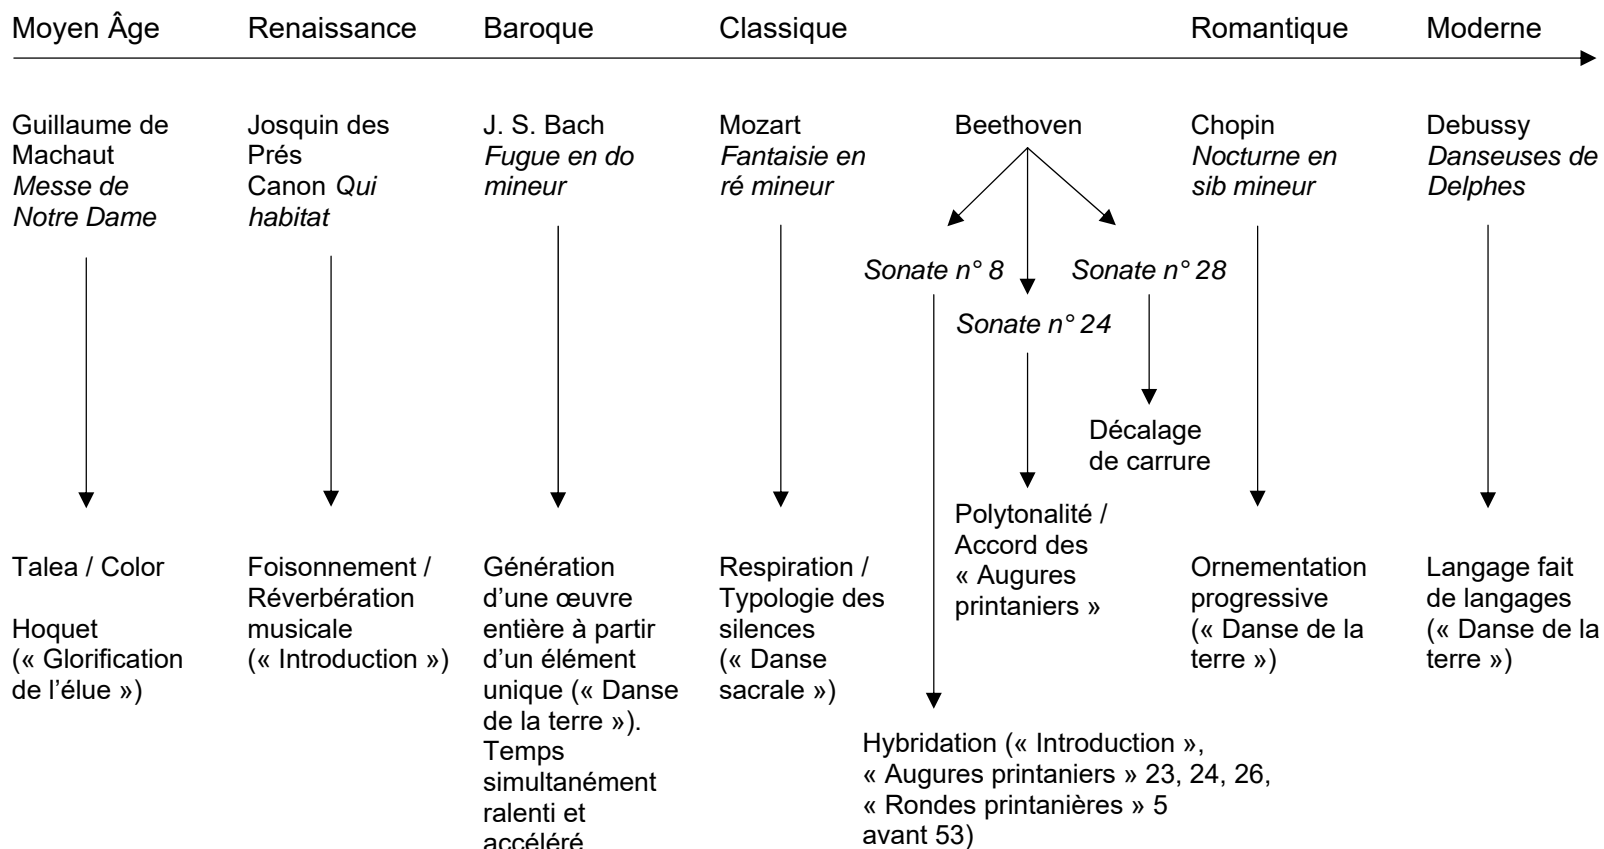 Moyen Âge
Renaissance
Baroque
Classique
Romantique
Moderne
Guillaume de
Machaut
Messe de
Notre Dame
Josquin des
Prés
Canon Qui
habitat
J. S. Bach
Fugue en do
mineur
Mozart
Fantaisie en
ré mineur
Beethoven
Chopin
Nocturne en
sib mineur
Debussy
Danseuses de
Delphes
Sonate n° 8
Sonate n° 28
Sonate n° 24
Décalage
de carrure
Polytonalité /
Accord des
« Augures
printaniers »
Talea / Color
Hoquet
(« Glorification
de l’élue »)
Foisonnement /
Réverbération
musicale
(« Introduction »)
Génération
d’une œuvre
entière à partir
d’un élément
unique (« Danse
de la terre »).
Temps
simultanément
ralenti et
accéléré
Respiration /
Typologie des
silences
(« Danse
sacrale »)
Hybridation (« Introduction »,
« Augures printaniers » 23, 24, 26,
« Rondes printanières » 5
avant 53)
Ornementation
progressive
(« Danse de la
terre »)
Langage fait
de langages
(« Danse de la
terre »)